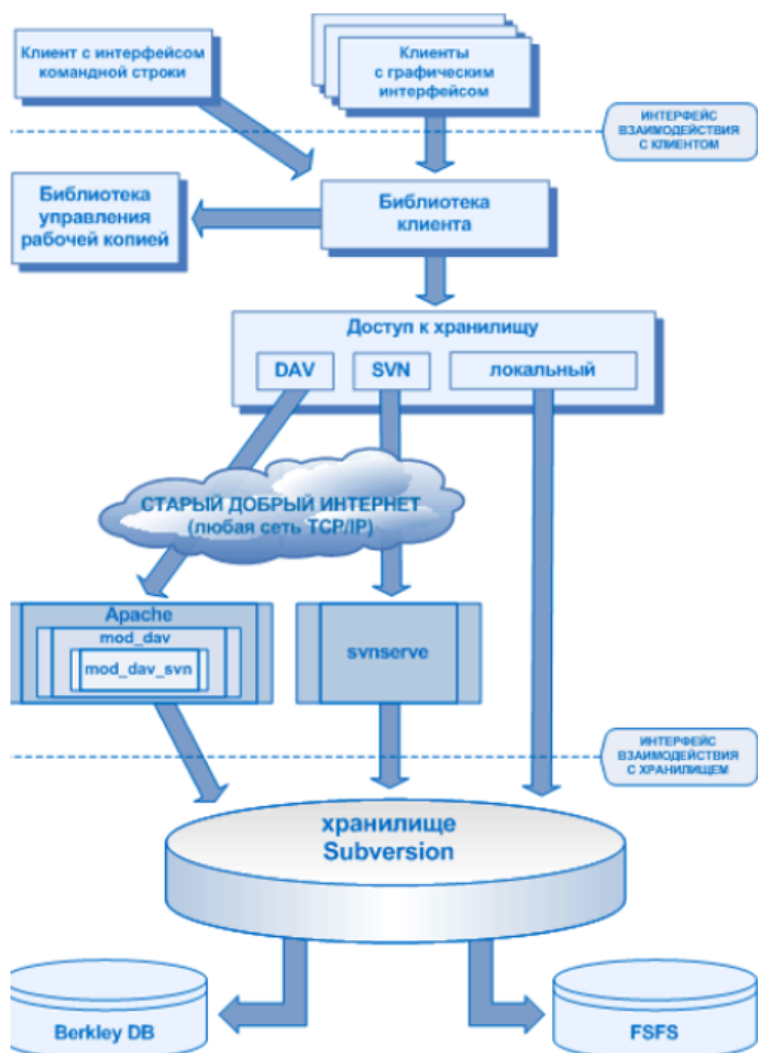 Клиент с интерфейсом
командной строки
Клиенты
с графическим
интерфейсом
ИНТЕРФЕЙС
ВЗАИМОДЕЙСТВИЯ
С КЛИЕНТОМ
Библиотека
управления
рабочей копией
Библиотека
клиента
Доступ к хранилищу
DAV
SVN
локальный
СТАРЫЙ ДОБРЫЙ ИНТЕРНЕТ
(любая сеть TCP/IP)
Apache
mod_dav
mod_dav_svn
svnserve
ИНТЕРФЕЙС
ВЗАИМОДЕЙСТВИЯ
С ХРАНИЛИЩЕМ
хранилище
Subversion
Berkley DB
FSFS